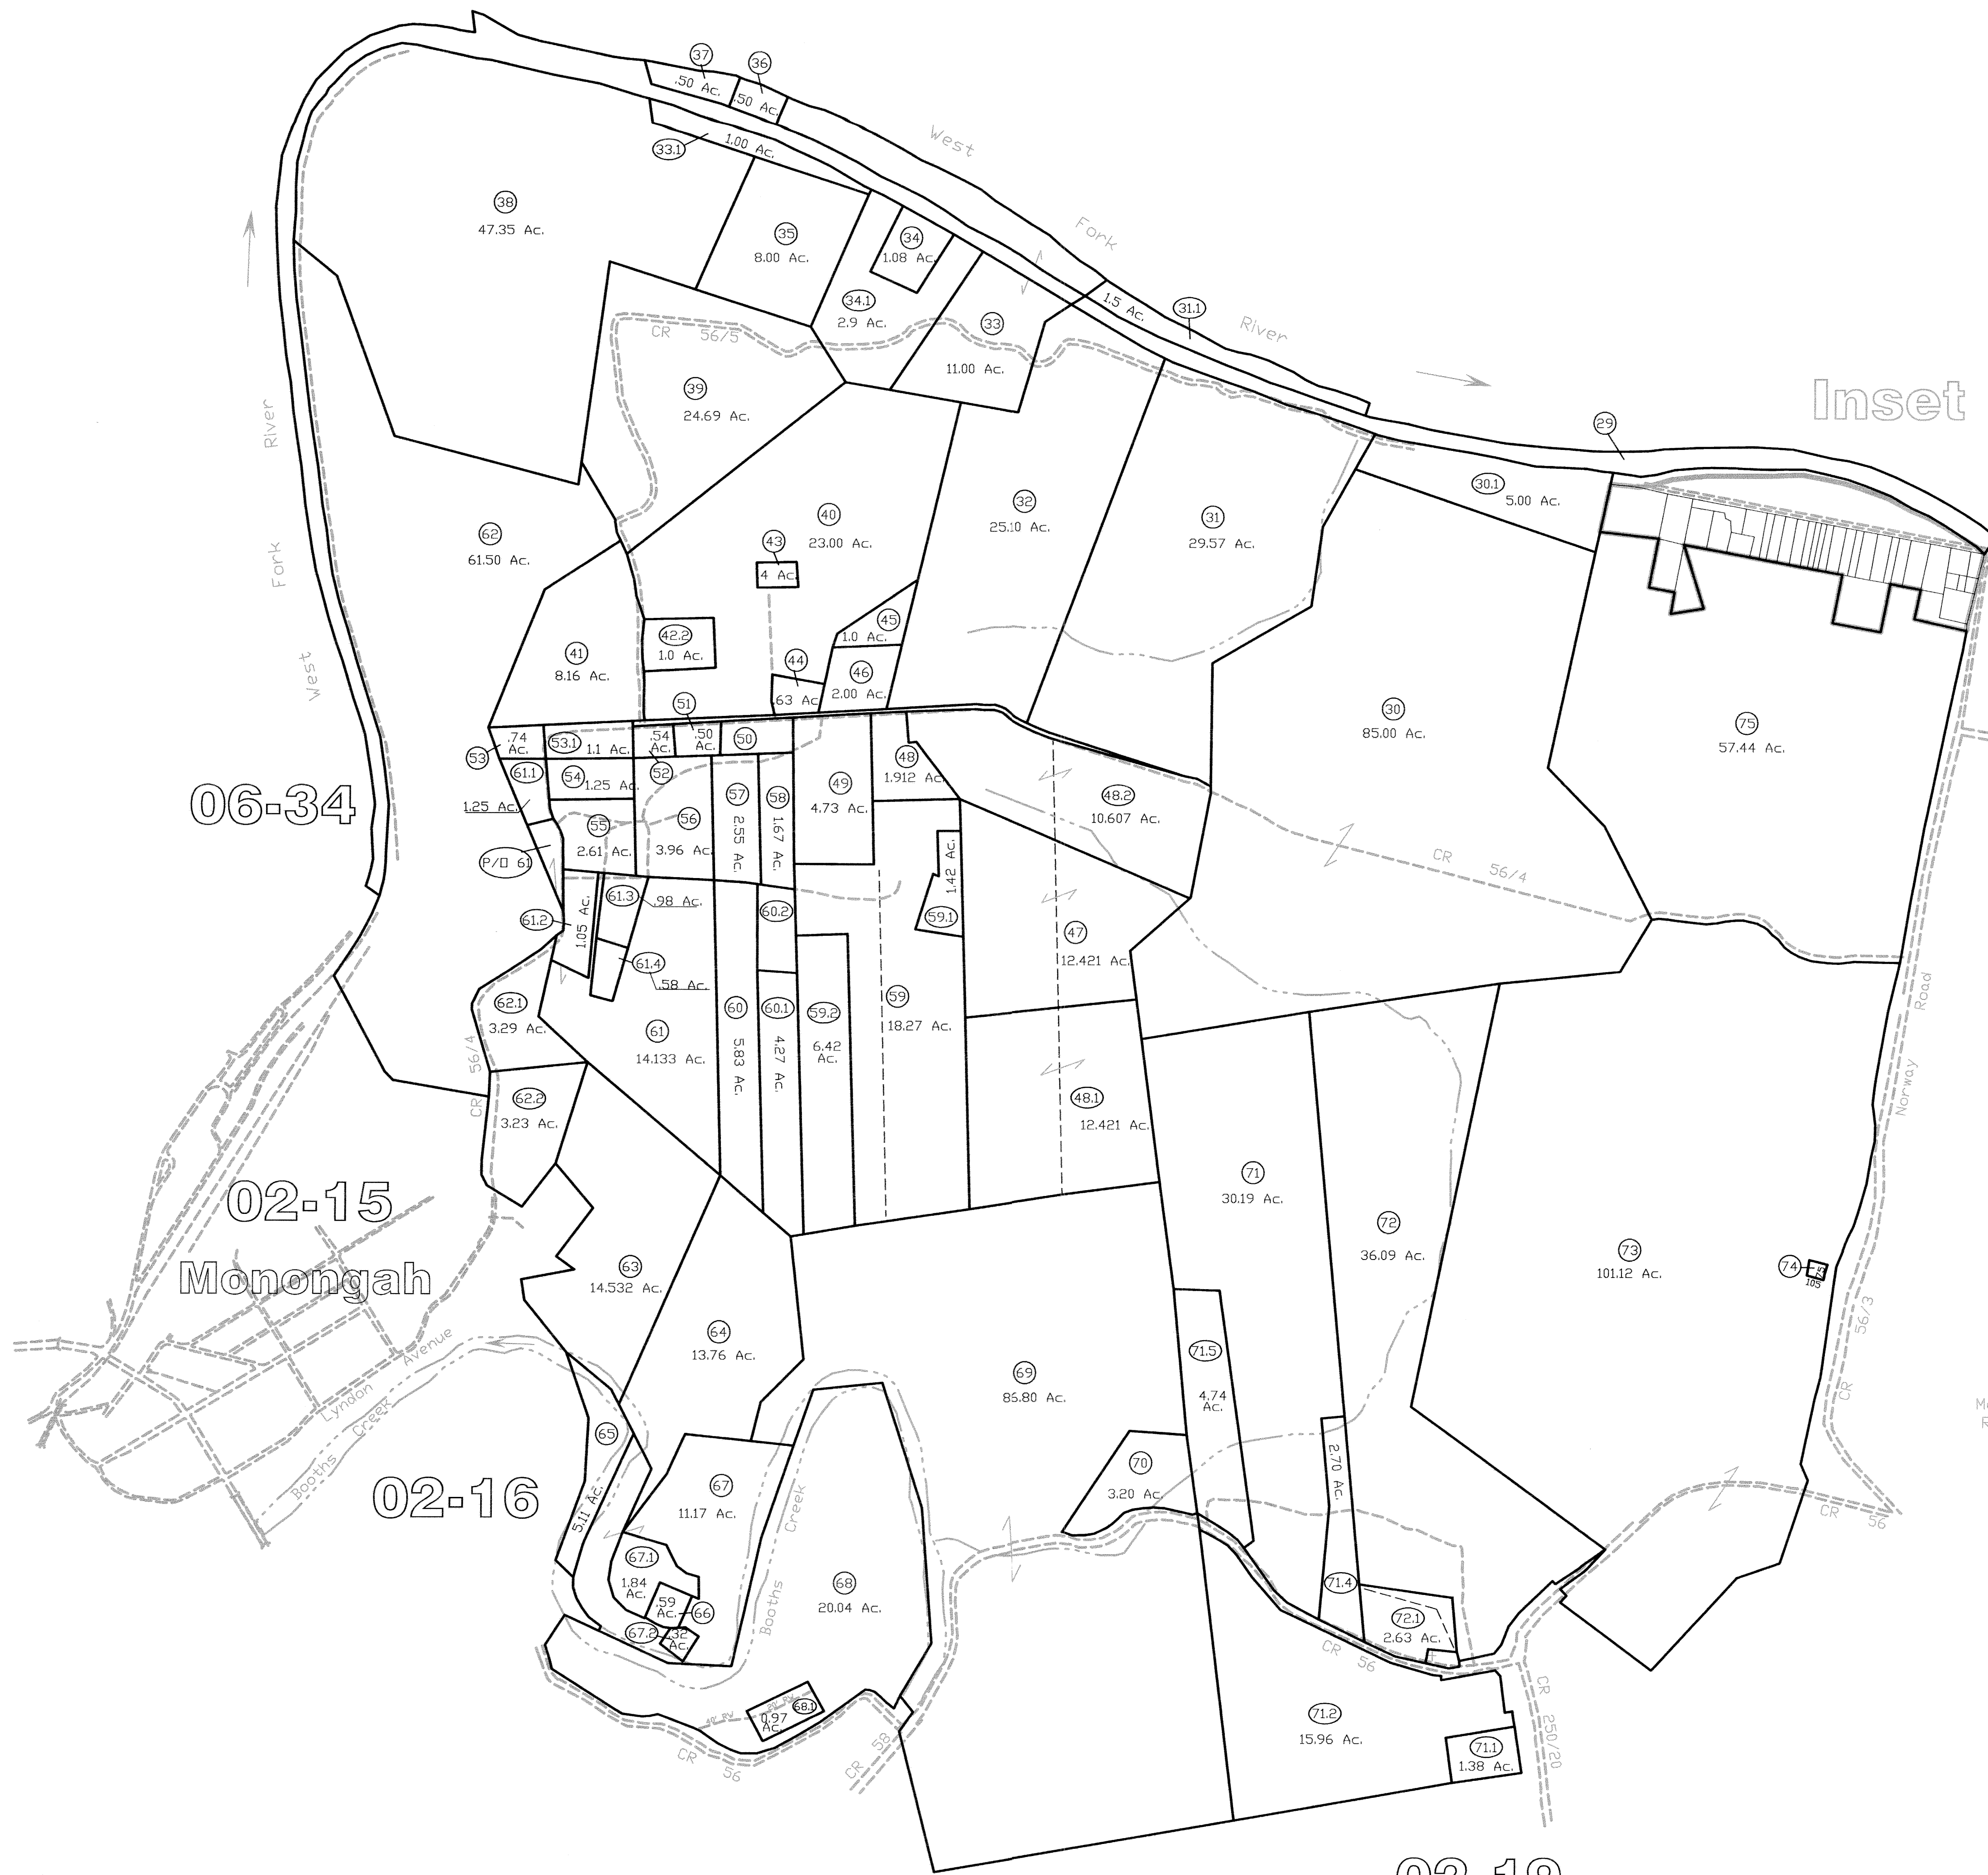 37
36
.50 Ac.
.50 Ac.
33.1
1.00 Ac.
West
Fork
River
38
47.35 Ac.
35
8.00 Ac.
34
1.08 Ac.
34.1
2.9 Ac.
33
11.00 Ac.
1.5 Ac.
31.1
CR 56/5
39
24.69 Ac.
Inset
29
30.1
5.00 Ac.
West Fork River
62
61.50 Ac.
40
23.00 Ac.
43
4 Ac.
32
25.10 Ac.
31
29.57 Ac.
45
1.0 Ac.
42.2
1.0 Ac.
41
8.16 Ac.
44
.63 Ac
46
2.00 Ac.
30
85.00 Ac.
75
57.44 Ac.
51
53
.74
Ac.
53.1
1.1 Ac.
.54
Ac.
.50
Ac.
50
52
61.1
54
1.25 Ac.
1.25 Ac.
48
1.912 Ac.
49
4.73 Ac.
57
2.55 Ac.
58
1.67 Ac.
48.2
10.607 Ac.
06-34
55
2.61 Ac.
56
3.96 Ac.
P/O 61
1.42 Ac.
59.1
CR 56/4
61.2
1.05 Ac.
61.3
.98 Ac.
60.2
47
12.421 Ac.
61.4
.58 Ac.
62.1
3.29 Ac.
61
14.133 Ac.
60
5.83 Ac.
60.1
4.27 Ac.
59.2
6.42
Ac.
59
18.27 Ac.
Norway Road
CR 56/4
62.2
3.23 Ac.
48.1
12.421 Ac.
71
30.19 Ac.
02-15
Monongah
72
36.09 Ac.
73
101.12 Ac.
74
75
105
63
14.532 Ac.
64
13.76 Ac.
69
86.80 Ac.
71.5
4.74
Ac.
CR 56/3
Lyndon Avenue
Booths Creek
65
5.11 Ac.
02-16
67
11.17 Ac.
Booths Creek
70
3.20 Ac.
2.70 Ac.
CR 56
67.1
1.84
Ac.
.59
Ac.
66
67.2
.32
Ac.
68
20.04 Ac.
71.4
72.1
2.63 Ac.
CR 56
68.1
0.97
Ac.
40' RW
CR 56
CR 58
CR 250/20
71.2
15.96 Ac.
71.1
1.38 Ac.